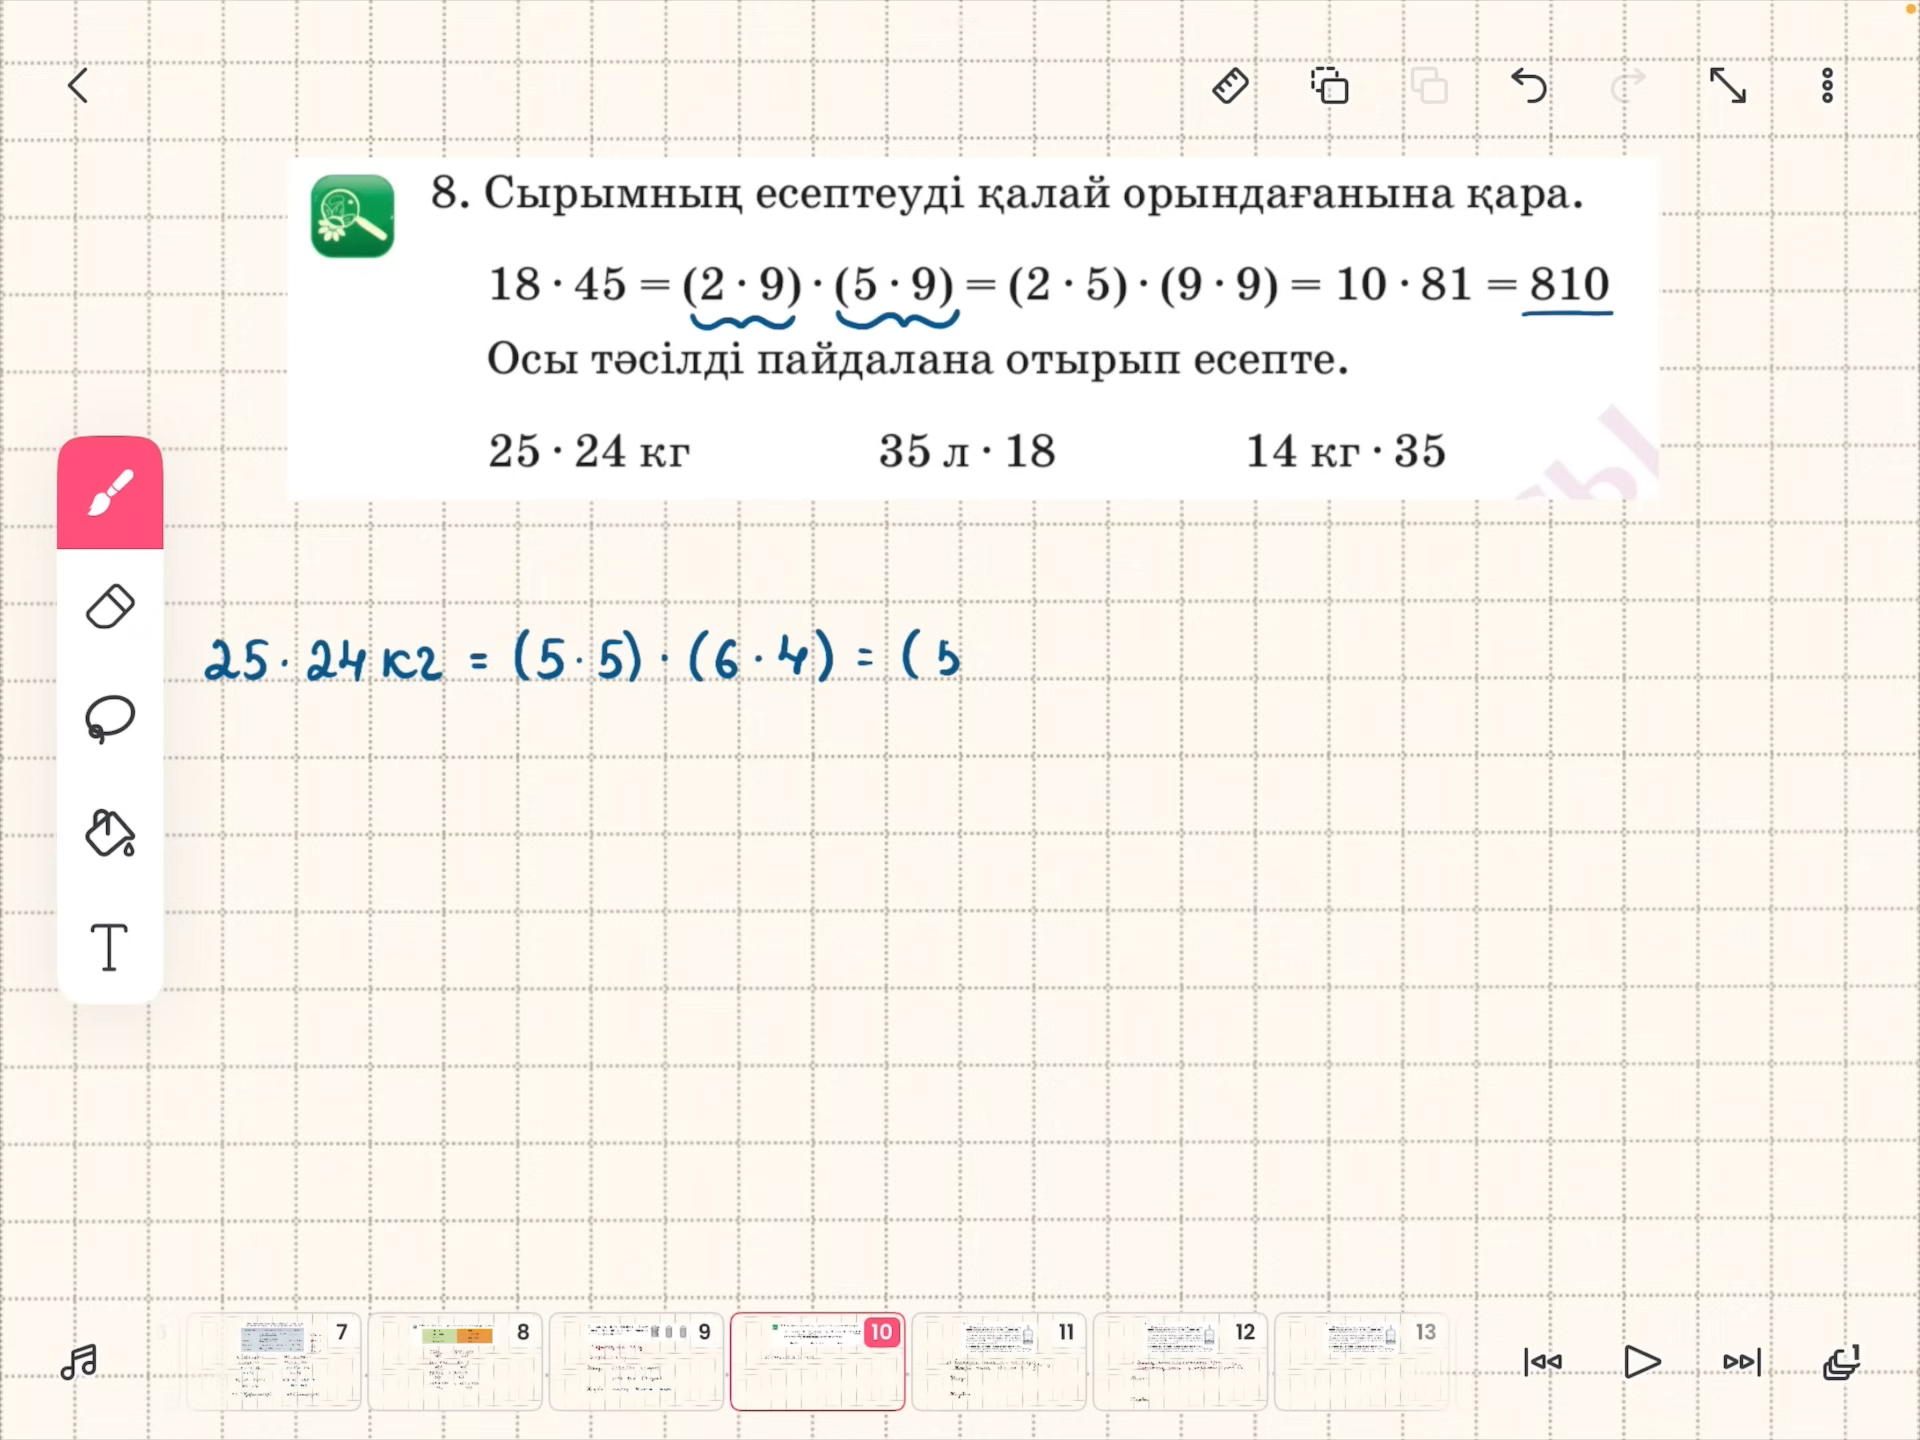 8. Сырымның есептеуді қалай орындағанына қара.
18 · 45 = (2 · 9) · (5 · 9) = (2 · 5) · (9 · 9) = 10 · 81 = 810
Осы тәсілді пайдалана отырып есепте.
25 · 24 кг 35 л · 18 14 кг · 35
ТЫ
25 · 24 кг = (5 · 5) · (6 · 4) = ( 5
T
7 8 9 10 11 12 13